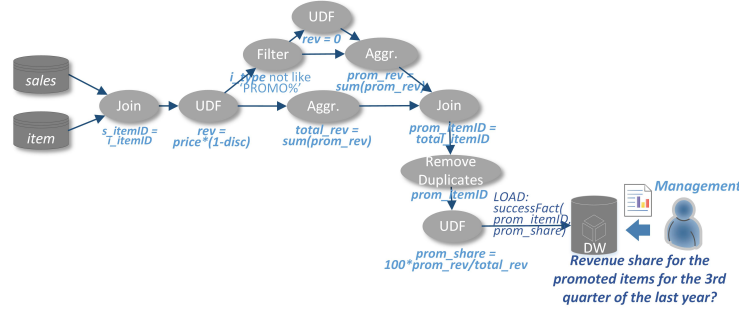 UDF
rev = 0
Filter
Aggr.
i_type not like
'PROMO%'
prom_rev =
sum(prom_rev)
sales
item
Join
s_itemID =
i_itemID
UDF
rev =
price*(1-disc)
Aggr.
total_rev =
sum(prom_rev)
Join
prom_itemID =
total_itemID
Remove
Duplicates
prom_itemID
UDF
prom_share =
100*prom_rev/total_rev
LOAD:
successFact(
prom_itemID,
prom_share)
DW
Management
Revenue share for the
promoted items for the 3rd
quarter of the last year?